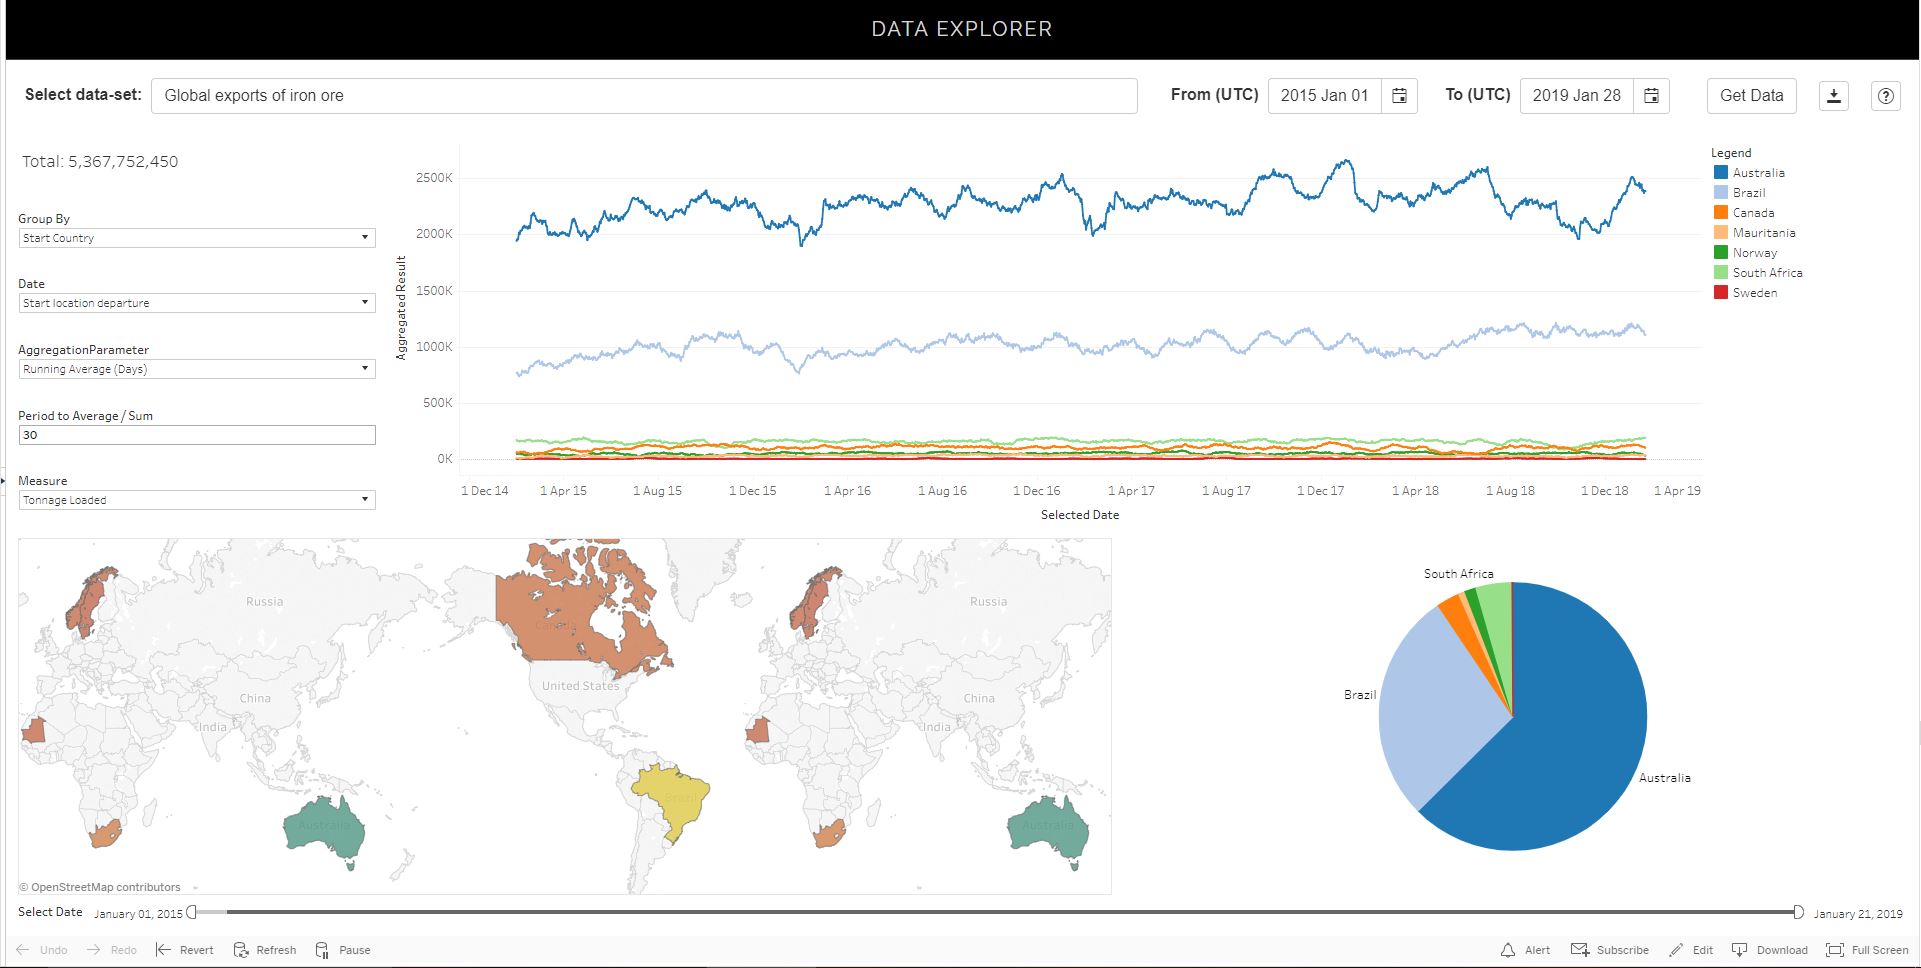 DATA EXPLORER
Select data-set: Global exports of iron ore From (UTC) 2015 Jan 01 To (UTC) 2019 Jan 28 Get Data
Total: 5,367,752,450
Group By
Start Country
Date
Start location departure
AggregationParameter
Running Average (Days)
Period to Average / Sum
30
Measure
Tonnage Loaded
Aggregated Result
2500K
2000K
1500K
1000K
500K
0K
1 Dec 14 1 Apr 15 1 Aug 15 1 Dec 15 1 Apr 16 1 Aug 16 1 Dec 16 1 Apr 17 1 Aug 17 1 Dec 17 1 Apr 18 1 Aug 18 1 Dec 18 1 Apr 19
Selected Date
Legend
Australia
Brazil
Canada
Mauritania
Norway
South Africa
Sweden
Russia Canada Russia
China United States China
India India
Brazil
Australia Australia
© OpenStreetMap contributors
South Africa
Brazil
Australia
Select Date January 01, 2015 January 21, 2019
Undo Redo Revert Refresh Pause Alert Subscribe Edit Download Full Screen